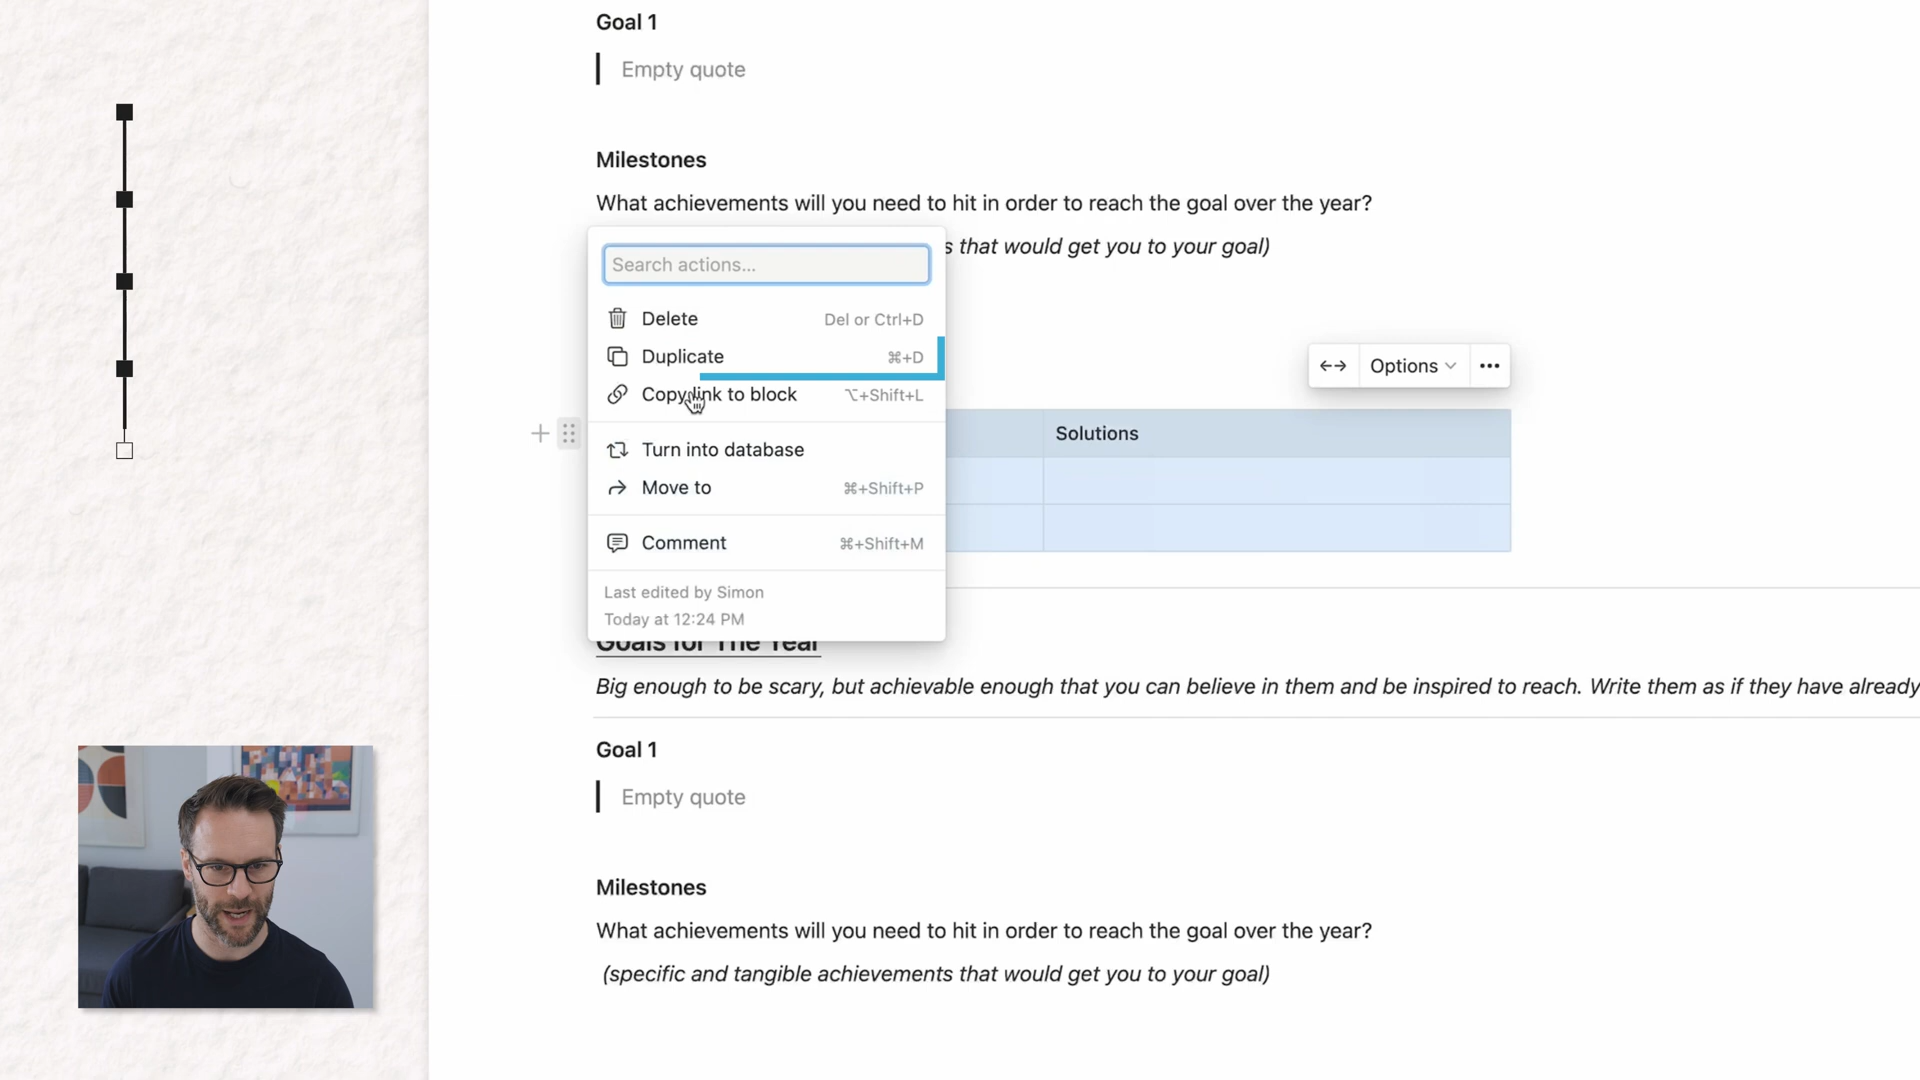 Goal 1
Empty quote
Milestones
What achievements will you need to hit in order to reach the goal over the year?
s that would get you to your goal)
Search actions...
Delete Del or Ctrl+D
Duplicate ⌘+D
Copy link to block ⌥+Shift+L
Turn into database
Move to ⌘+Shift+P
Comment ⌘+Shift+M
Last edited by Simon
Today at 12:24 PM
Options
Solutions
Goals for The Year
Big enough to be scary, but achievable enough that you can believe in them and be inspired to reach. Write them as if they have already
Goal 1
Empty quote
Milestones
What achievements will you need to hit in order to reach the goal over the year?
(specific and tangible achievements that would get you to your goal)